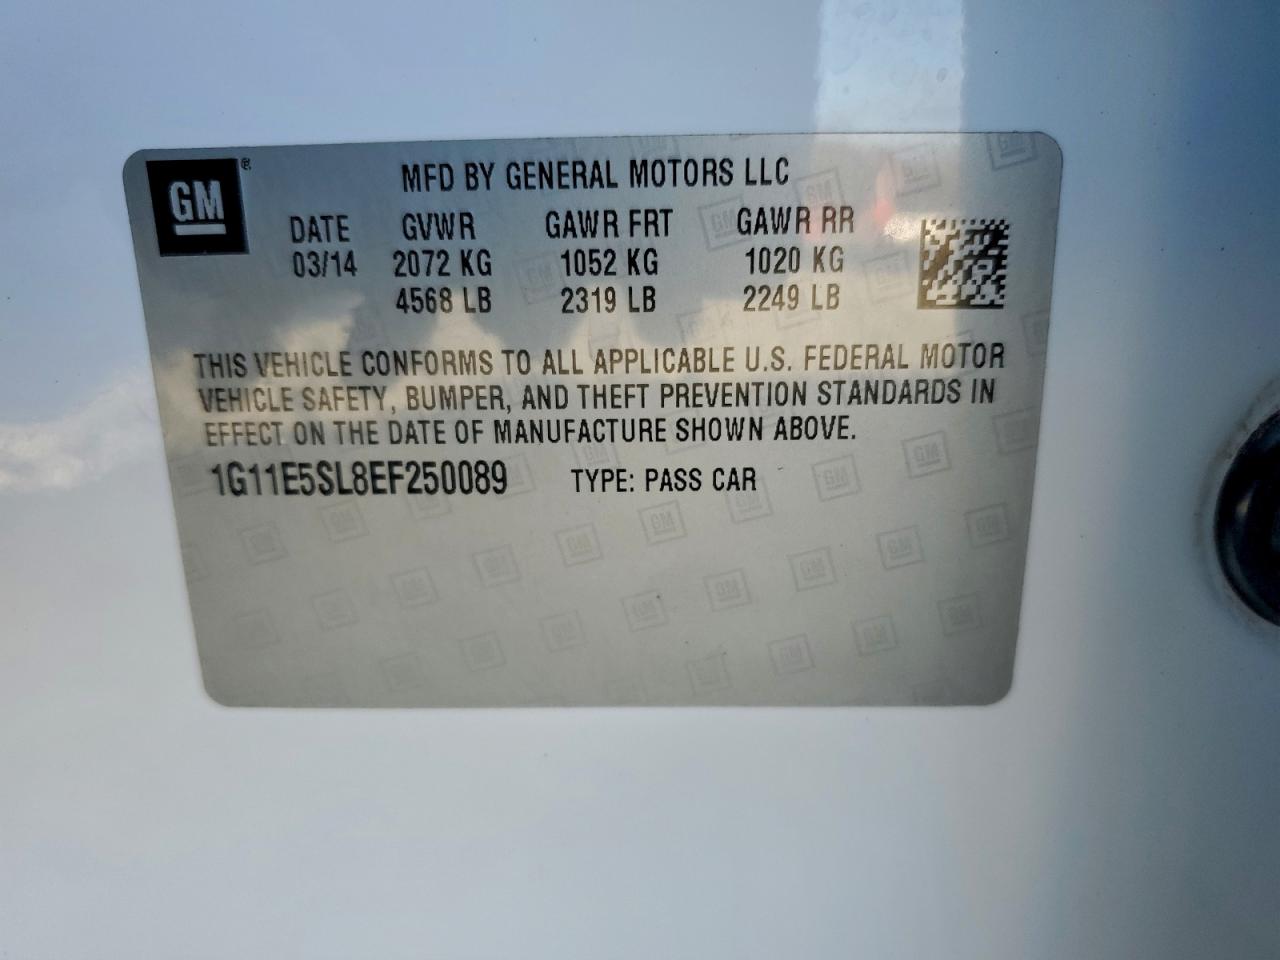 GM ®
MFD BY GENERAL MOTORS LLC
DATE GVWR GAWR FRT GAWR RR
03/14 2072 KG 1052 KG 1020 KG
4568 LB 2319 LB 2249 LB
THIS VEHICLE CONFORMS TO ALL APPLICABLE U.S. FEDERAL MOTOR
VEHICLE SAFETY, BUMPER, AND THEFT PREVENTION STANDARDS IN
EFFECT ON THE DATE OF MANUFACTURE SHOWN ABOVE.
1G11E5SL8EF250089 TYPE: PASS CAR